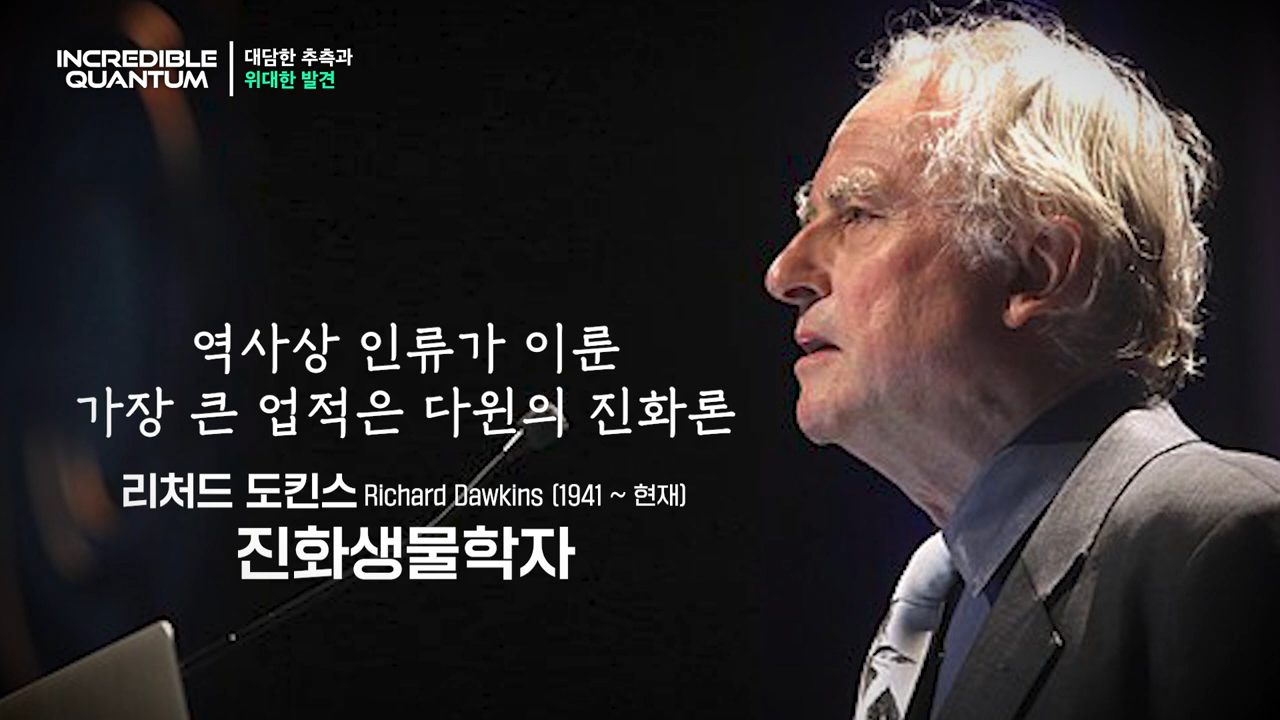 INCREDIBLE
QUANTUM
대담한 추측과
위대한 발견
역사상 인류가 이룬
가장 큰 업적은 다윈의 진화론
리처드 도킨스 Richard Dawkins (1941 ~ 현재)
진화생물학자